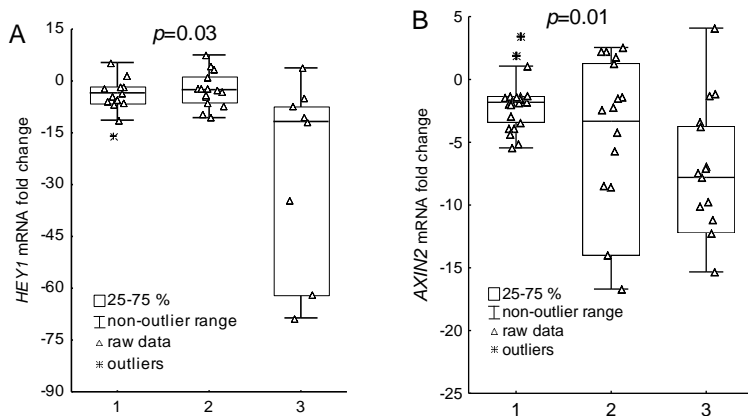 A
p=0.03
HEY1 mRNA fold change
15
0
-15
-30
-45
-60
-75
-90
25-75 %
non-outlier range
raw data
outliers
1
2
3
B
p=0.01
AXIN2 mRNA fold change
5
0
-5
-10
-15
-20
-25
25-75 %
non-outlier range
raw data
outliers
1
2
3